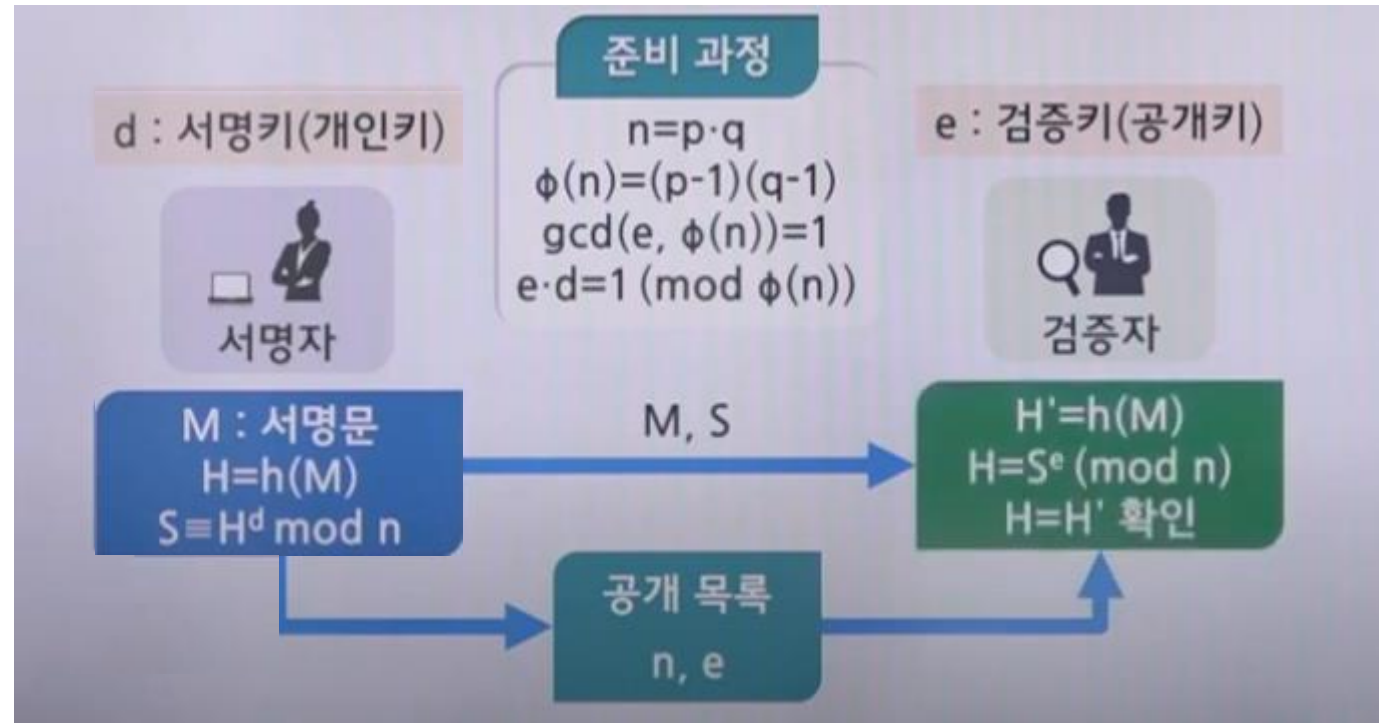 준비 과정
n=p·q
ϕ(n)=(p-1)(q-1)
gcd(e, ϕ(n))=1
e·d=1 (mod ϕ(n))
d : 서명키(개인키)
서명자
e : 검증키(공개키)
검증자
M : 서명문
H=h(M)
S≡Hᵈ mod n
M, S
H'=h(M)
H=Sᵉ (mod n)
H=H' 확인
공개 목록
n, e